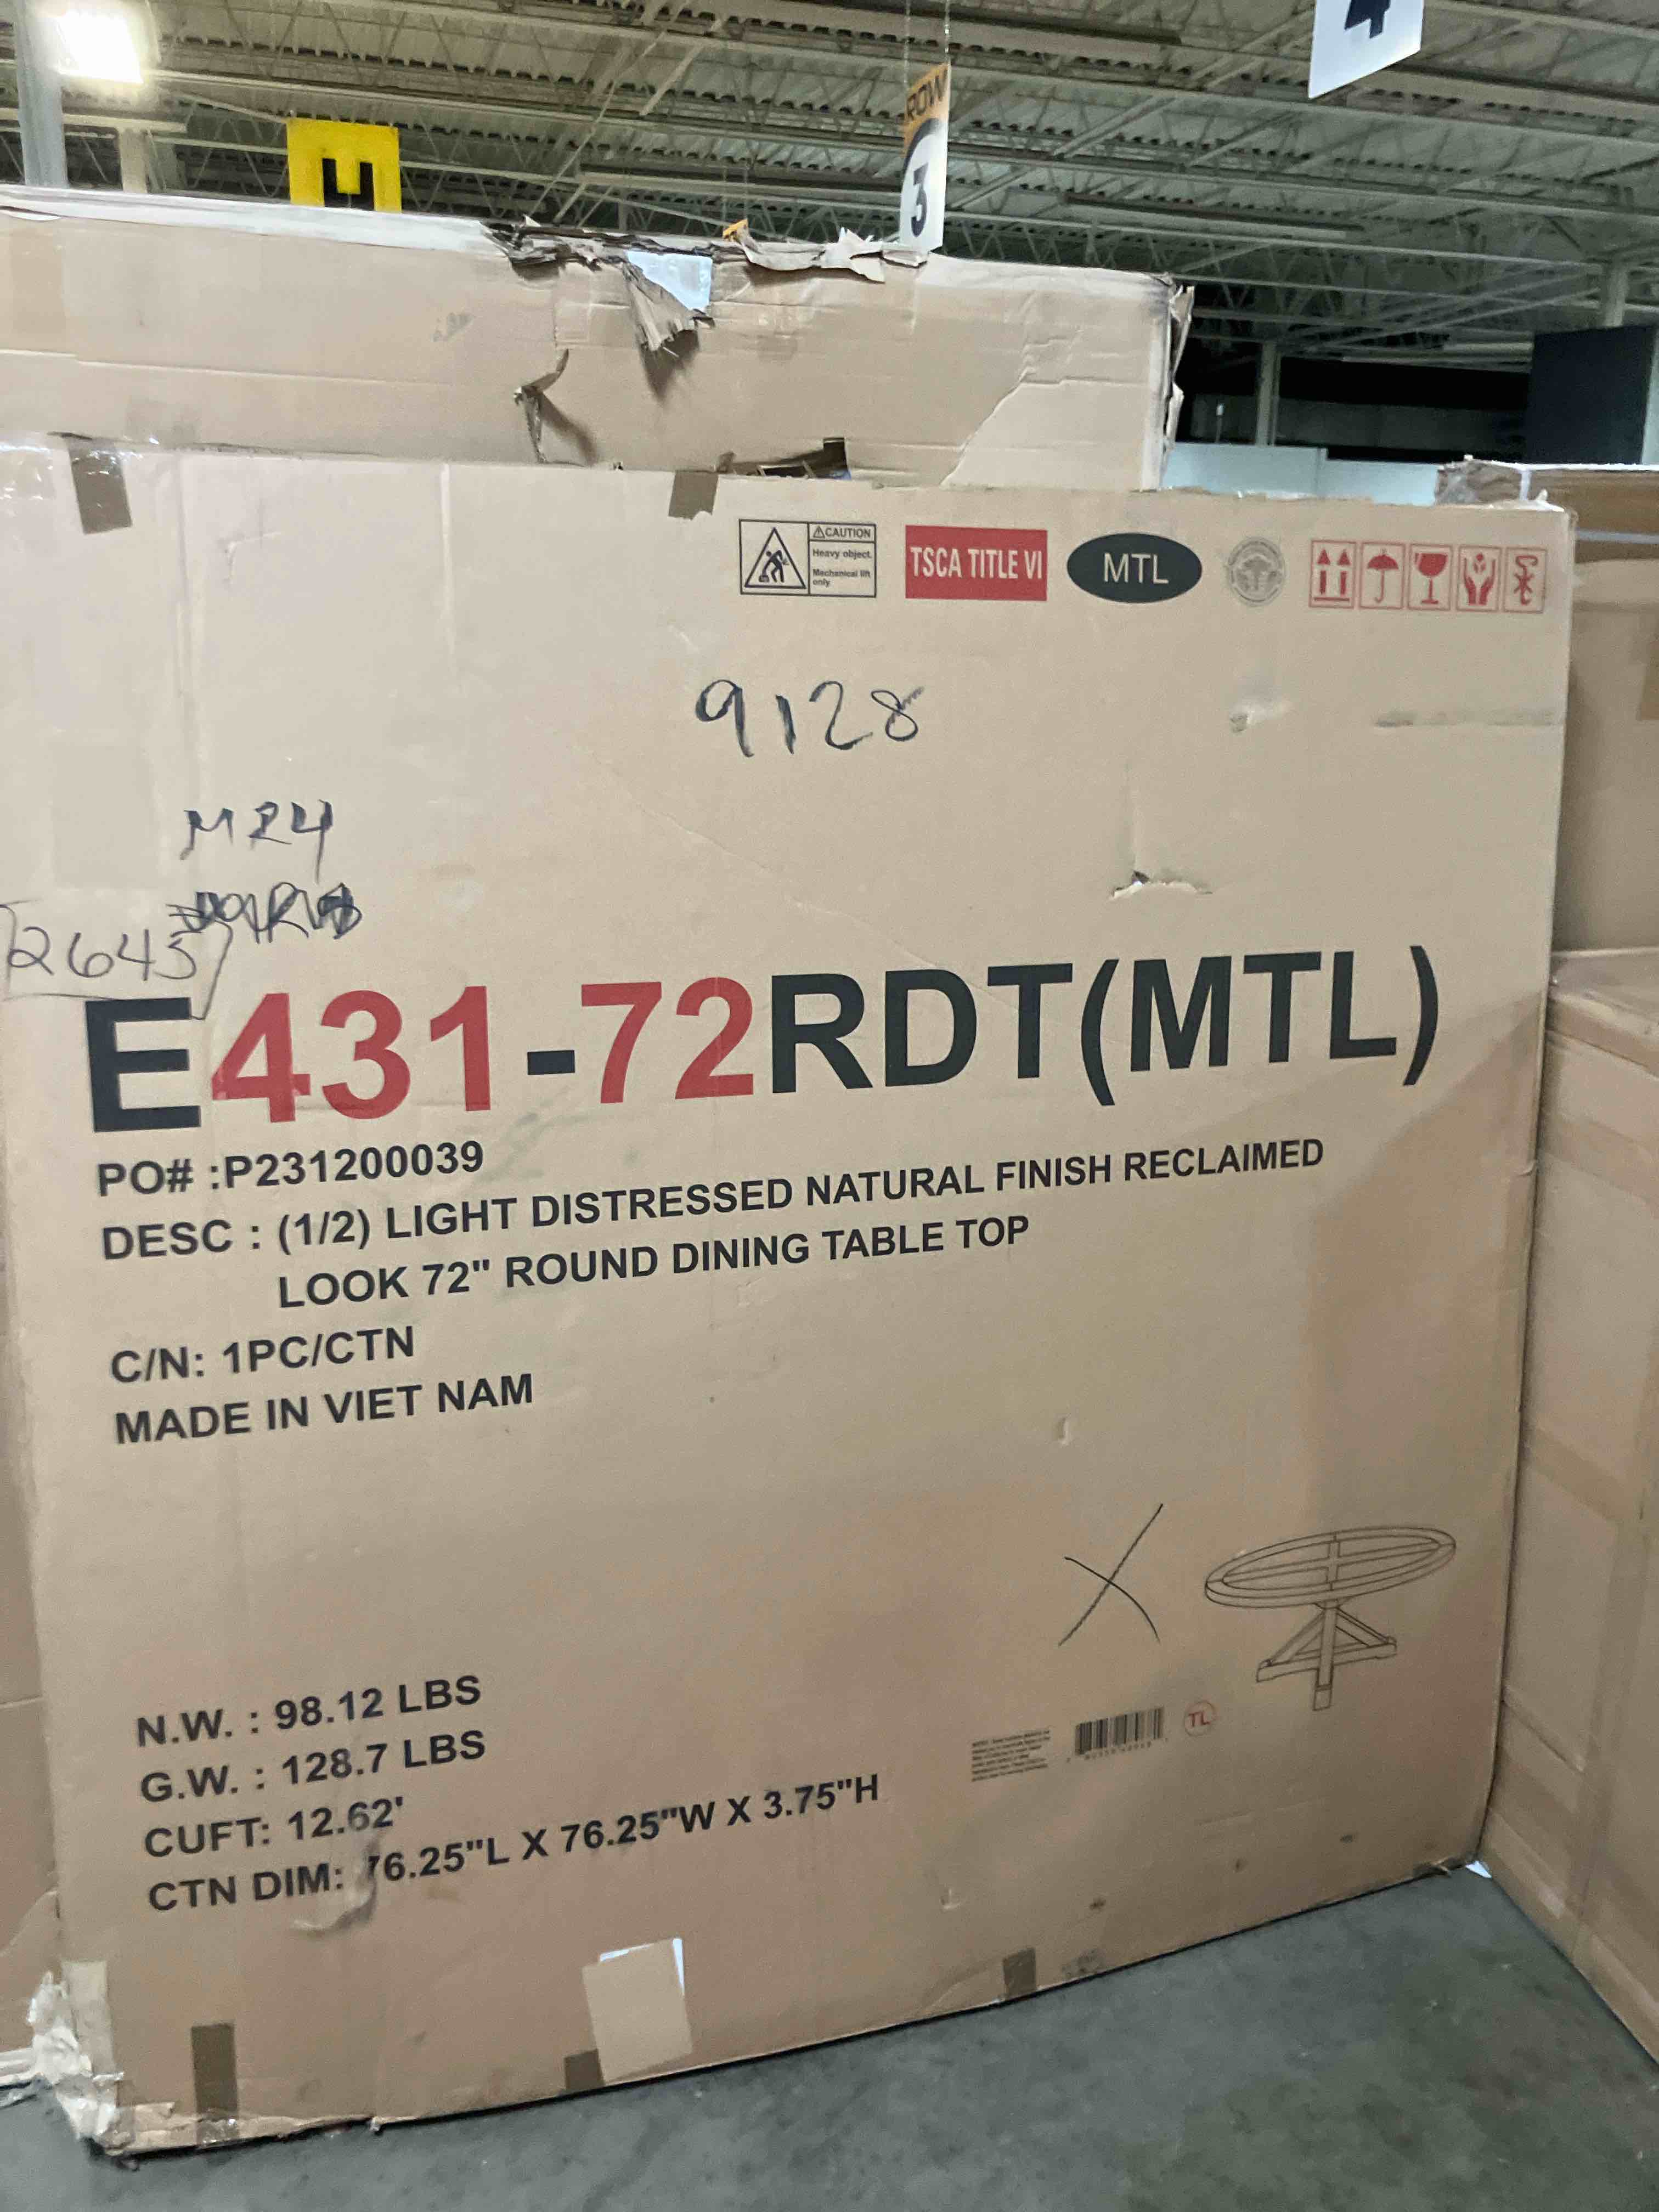 4
ROW
3
E
CAUTION
Heavy object.
Mechanical lift
only.
TSCA TITLE VI
MTL
9128
M24
2645
E431-72RDT(MTL)
PO# :P231200039
DESC : (1/2) LIGHT DISTRESSED NATURAL FINISH RECLAIMED
LOOK 72" ROUND DINING TABLE TOP
C/N: 1PC/CTN
MADE IN VIET NAM
N.W. : 98.12 LBS
G.W. : 128.7 LBS
CUFT: 12.62'
CTN DIM: 76.25"L X 76.25"W X 3.75"H
TL